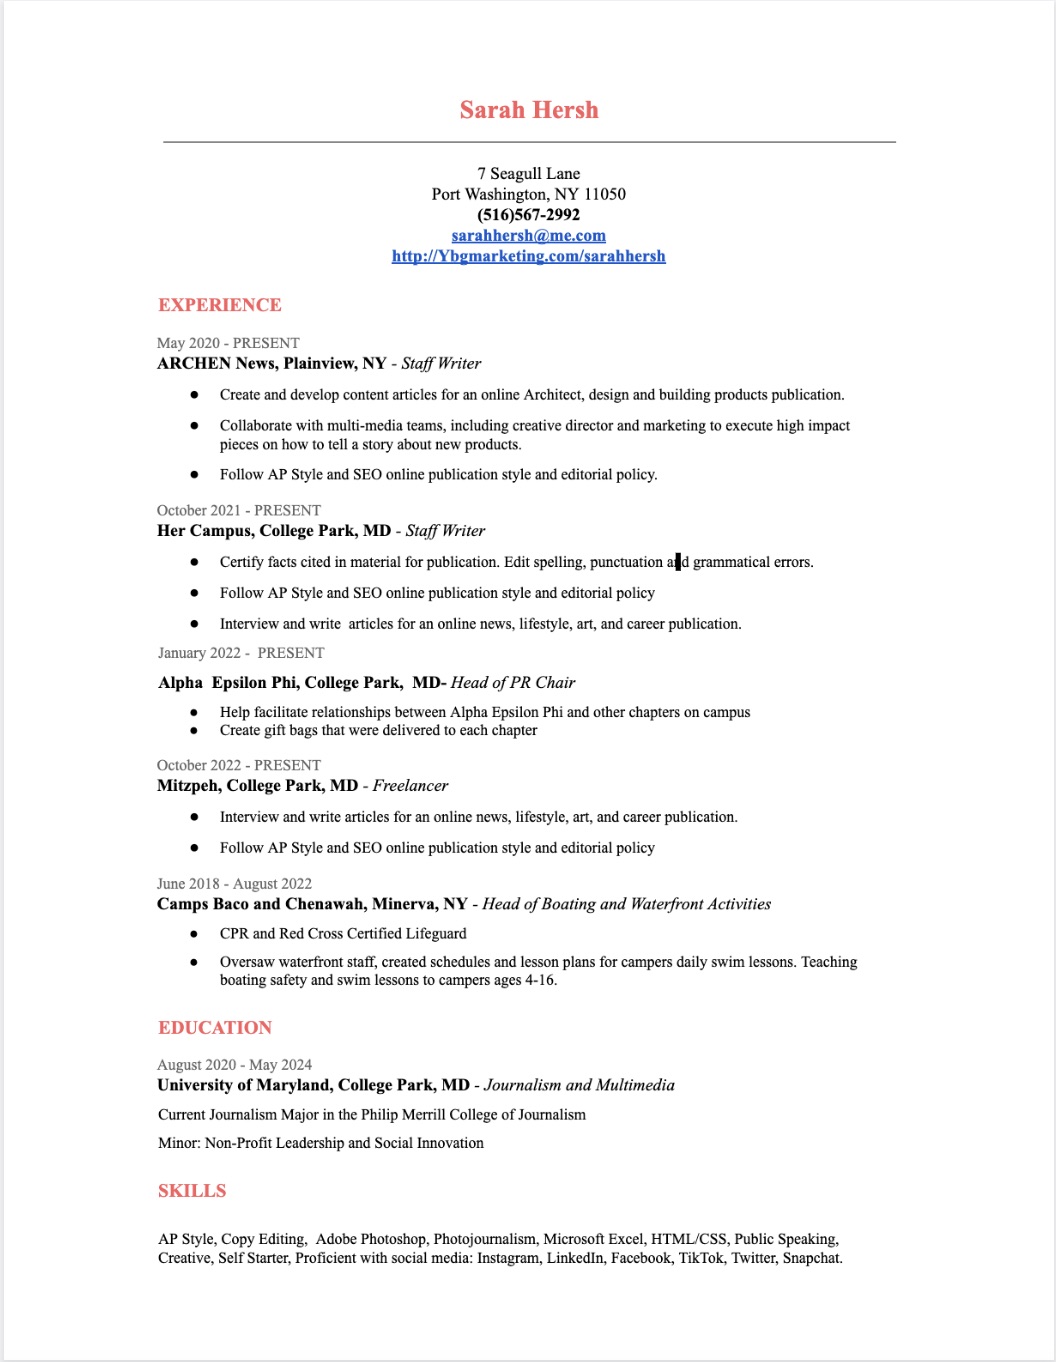 Sarah Hersh
7 Seagull Lane
Port Washington, NY 11050
(516)567-2992
sarahhersh@me.com
http://Ybgmarketing.com/sarahhersh
EXPERIENCE
May 2020 - PRESENT
ARCHEN News, Plainview, NY - Staff Writer
● Create and develop content articles for an online Architect, design and building products publication.
● Collaborate with multi-media teams, including creative director and marketing to execute high impact
pieces on how to tell a story about new products.
● Follow AP Style and SEO online publication style and editorial policy.
October 2021 - PRESENT
Her Campus, College Park, MD - Staff Writer
● Certify facts cited in material for publication. Edit spelling, punctuation and grammatical errors.
● Follow AP Style and SEO online publication style and editorial policy
● Interview and write  articles for an online news, lifestyle, art, and career publication.
January 2022 -  PRESENT
Alpha  Epsilon Phi, College Park,  MD- Head of PR Chair
● Help facilitate relationships between Alpha Epsilon Phi and other chapters on campus
● Create gift bags that were delivered to each chapter
October 2022 - PRESENT
Mitzpeh, College Park, MD - Freelancer
● Interview and write articles for an online news, lifestyle, art, and career publication.
● Follow AP Style and SEO online publication style and editorial policy
June 2018 - August 2022
Camps Baco and Chenawah, Minerva, NY - Head of Boating and Waterfront Activities
● CPR and Red Cross Certified Lifeguard
● Oversaw waterfront staff, created schedules and lesson plans for campers daily swim lessons. Teaching
boating safety and swim lessons to campers ages 4-16.
EDUCATION
August 2020 - May 2024
University of Maryland, College Park, MD - Journalism and Multimedia
Current Journalism Major in the Philip Merrill College of Journalism
Minor: Non-Profit Leadership and Social Innovation
SKILLS
AP Style, Copy Editing,  Adobe Photoshop, Photojournalism, Microsoft Excel, HTML/CSS, Public Speaking,
Creative, Self Starter, Proficient with social media: Instagram, LinkedIn, Facebook, TikTok, Twitter, Snapchat.